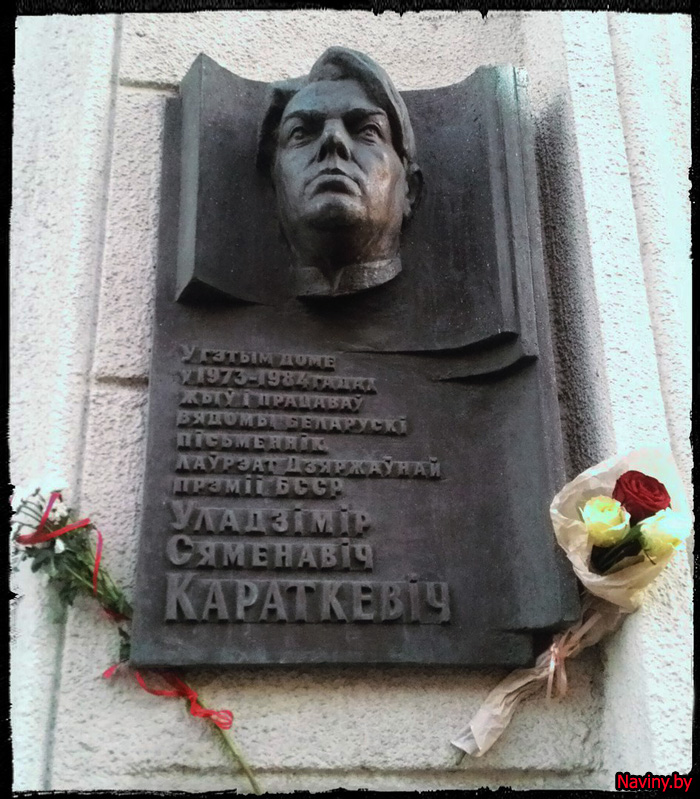 У гэтым доме
у 1973-1984 гадах
жыў і працаваў
вядомы беларускі
пісьменнік,
лаўрэат Дзяржаўнай
прэміі БССР
Уладзімір
Сяменавіч
КАРАТКЕВІЧ
Naviny.by